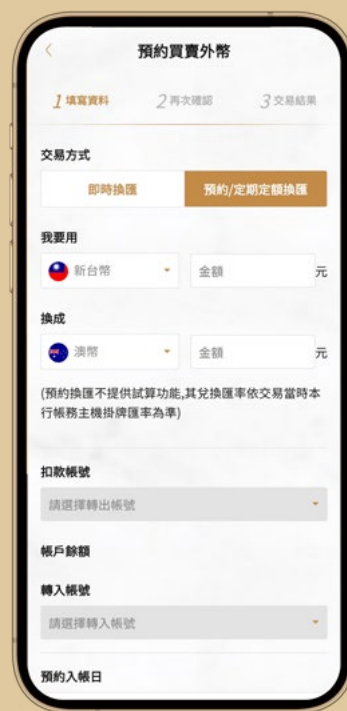 預約買賣外幣
1 填寫資料 2 再次確認 3 交易結果
交易方式
即時換匯 預約/定期定額換匯
我要用
新台幣 金額 元
換成
澳幣 金額 元
(預約換匯不提供試算功能,其兌換匯率依交易當時本
行帳務主機掛牌匯率為準)
扣款帳號
請選擇轉出帳號
帳戶餘額
轉入帳號
請選擇轉入帳號
預約入帳日